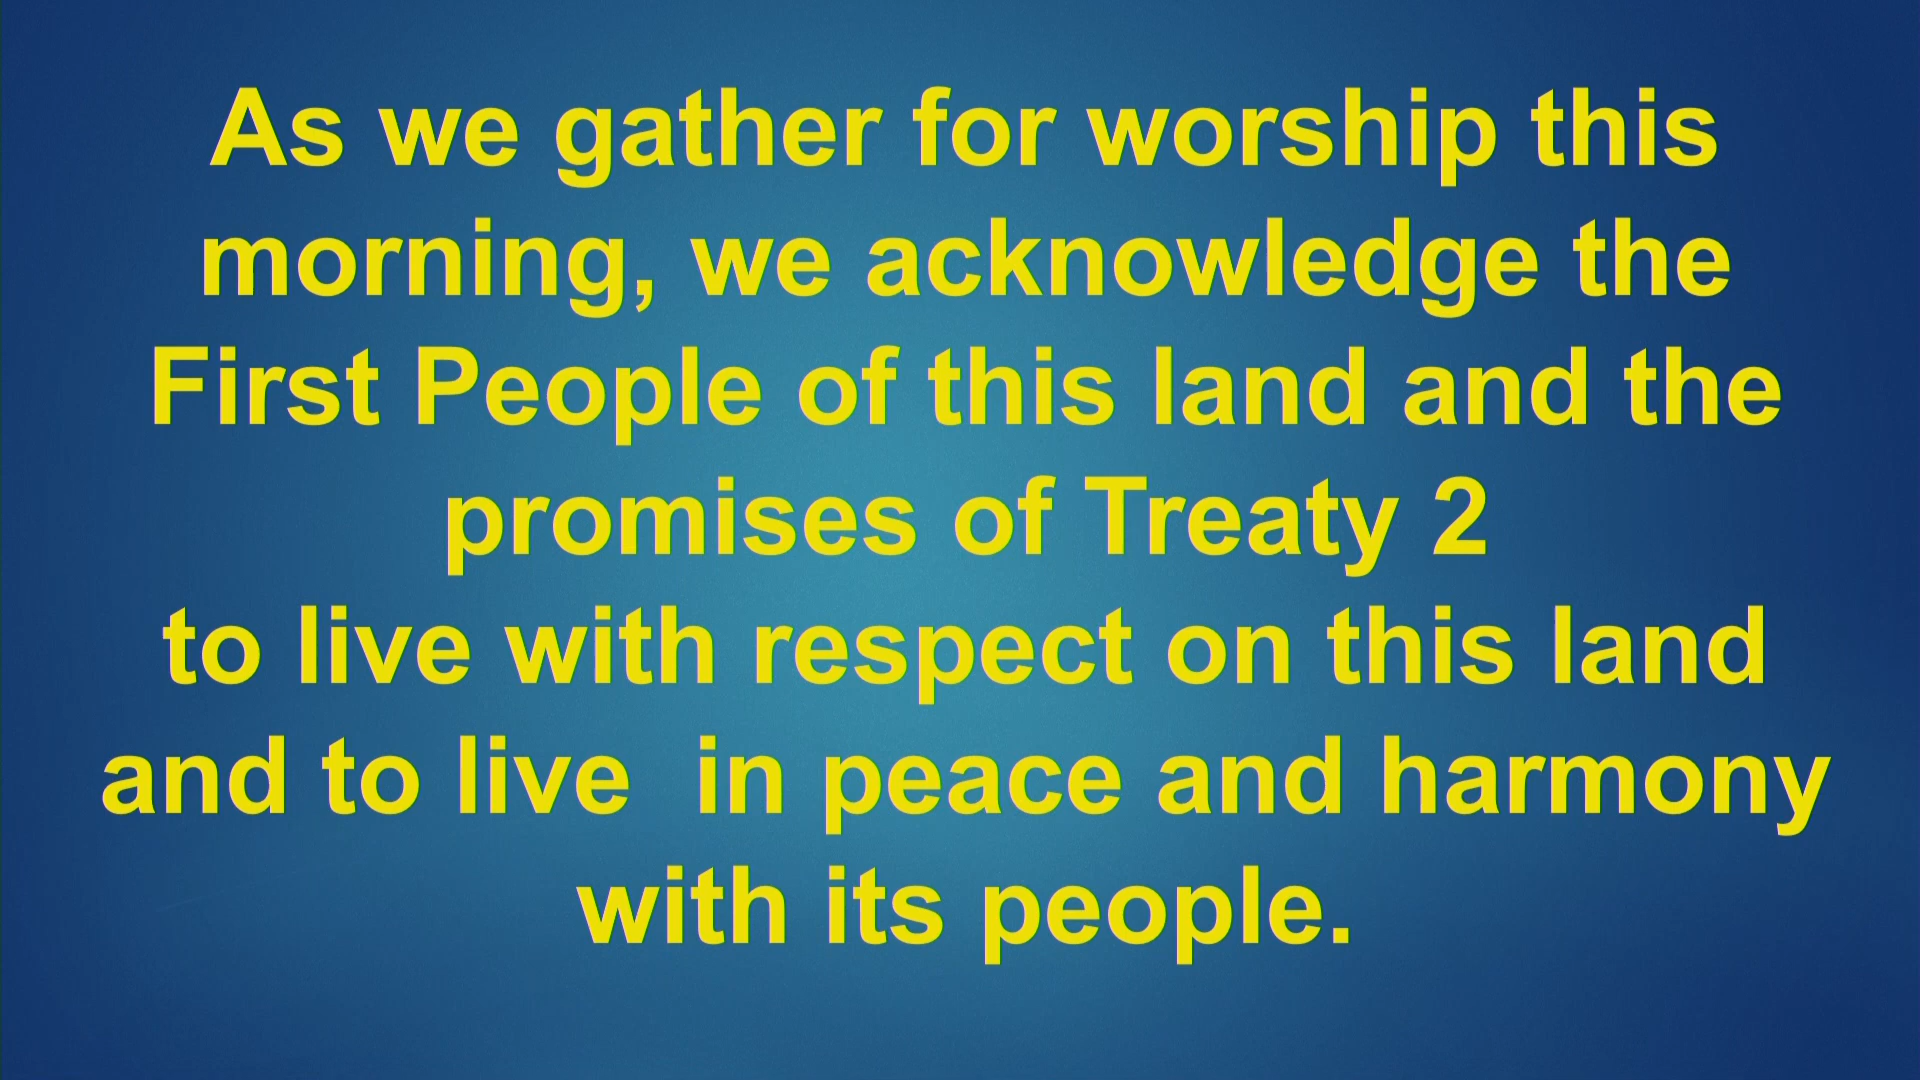 As we gather for worship this
morning, we acknowledge the
First People of this land and the
promises of Treaty 2
to live with respect on this land
and to live  in peace and harmony
with its people.